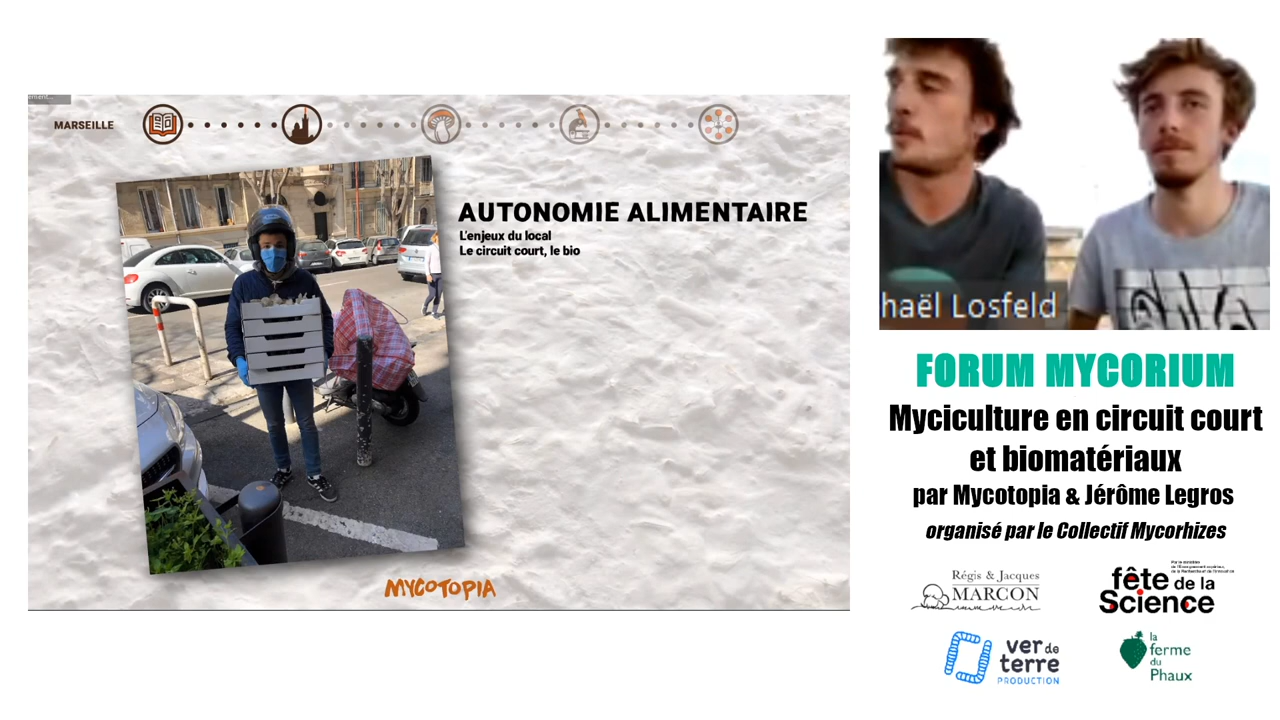 MARSEILLE
AUTONOMIE ALIMENTAIRE
L'enjeux du local
Le circuit court, le bio
MYCOTOPIA
haël Losfeld
FORUM MYCORIUM
Myciculture en circuit court
et biomatériaux
par Mycotopia & Jérôme Legros
organisé par le Collectif Mycorhizes
Régis & Jacques
MARCON
fête de la
Science
ver de
terre
PRODUCTION
la
ferme
du
Phaux